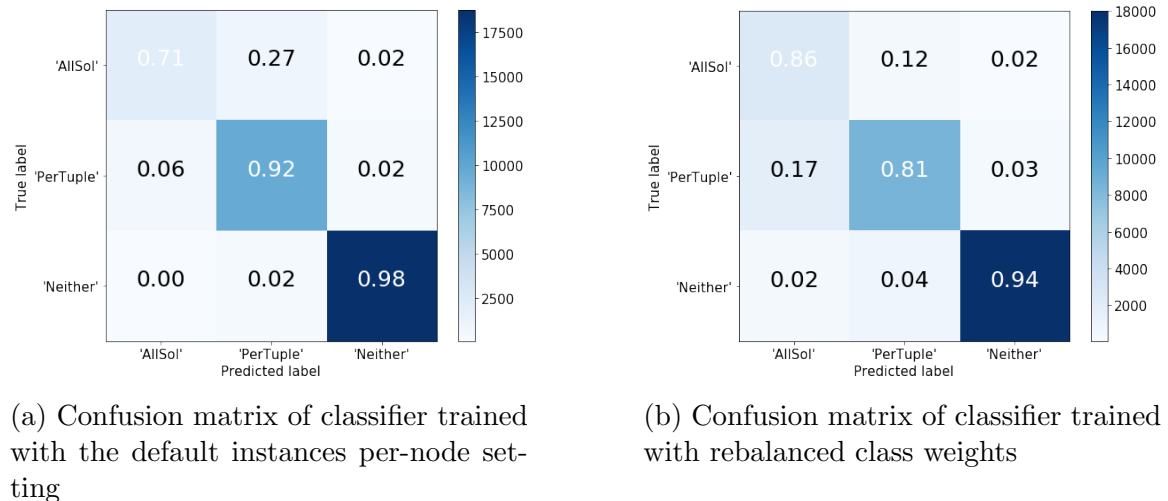 'AllSol' 0.71 0.27 0.02
'PerTuple' 0.06 0.92 0.02
'Neither' 0.00 0.02 0.98
True label
'AllSol' 'PerTuple' 'Neither'
Predicted label
17500
15000
12500
10000
7500
5000
2500
(a) Confusion matrix of classifier trained
with the default instances per-node set-
ting
'AllSol' 0.86 0.12 0.02
'PerTuple' 0.17 0.81 0.03
'Neither' 0.02 0.04 0.94
True label
'AllSol' 'PerTuple' 'Neither'
Predicted label
18000
16000
14000
12000
10000
8000
6000
4000
2000
(b) Confusion matrix of classifier trained
with rebalanced class weights